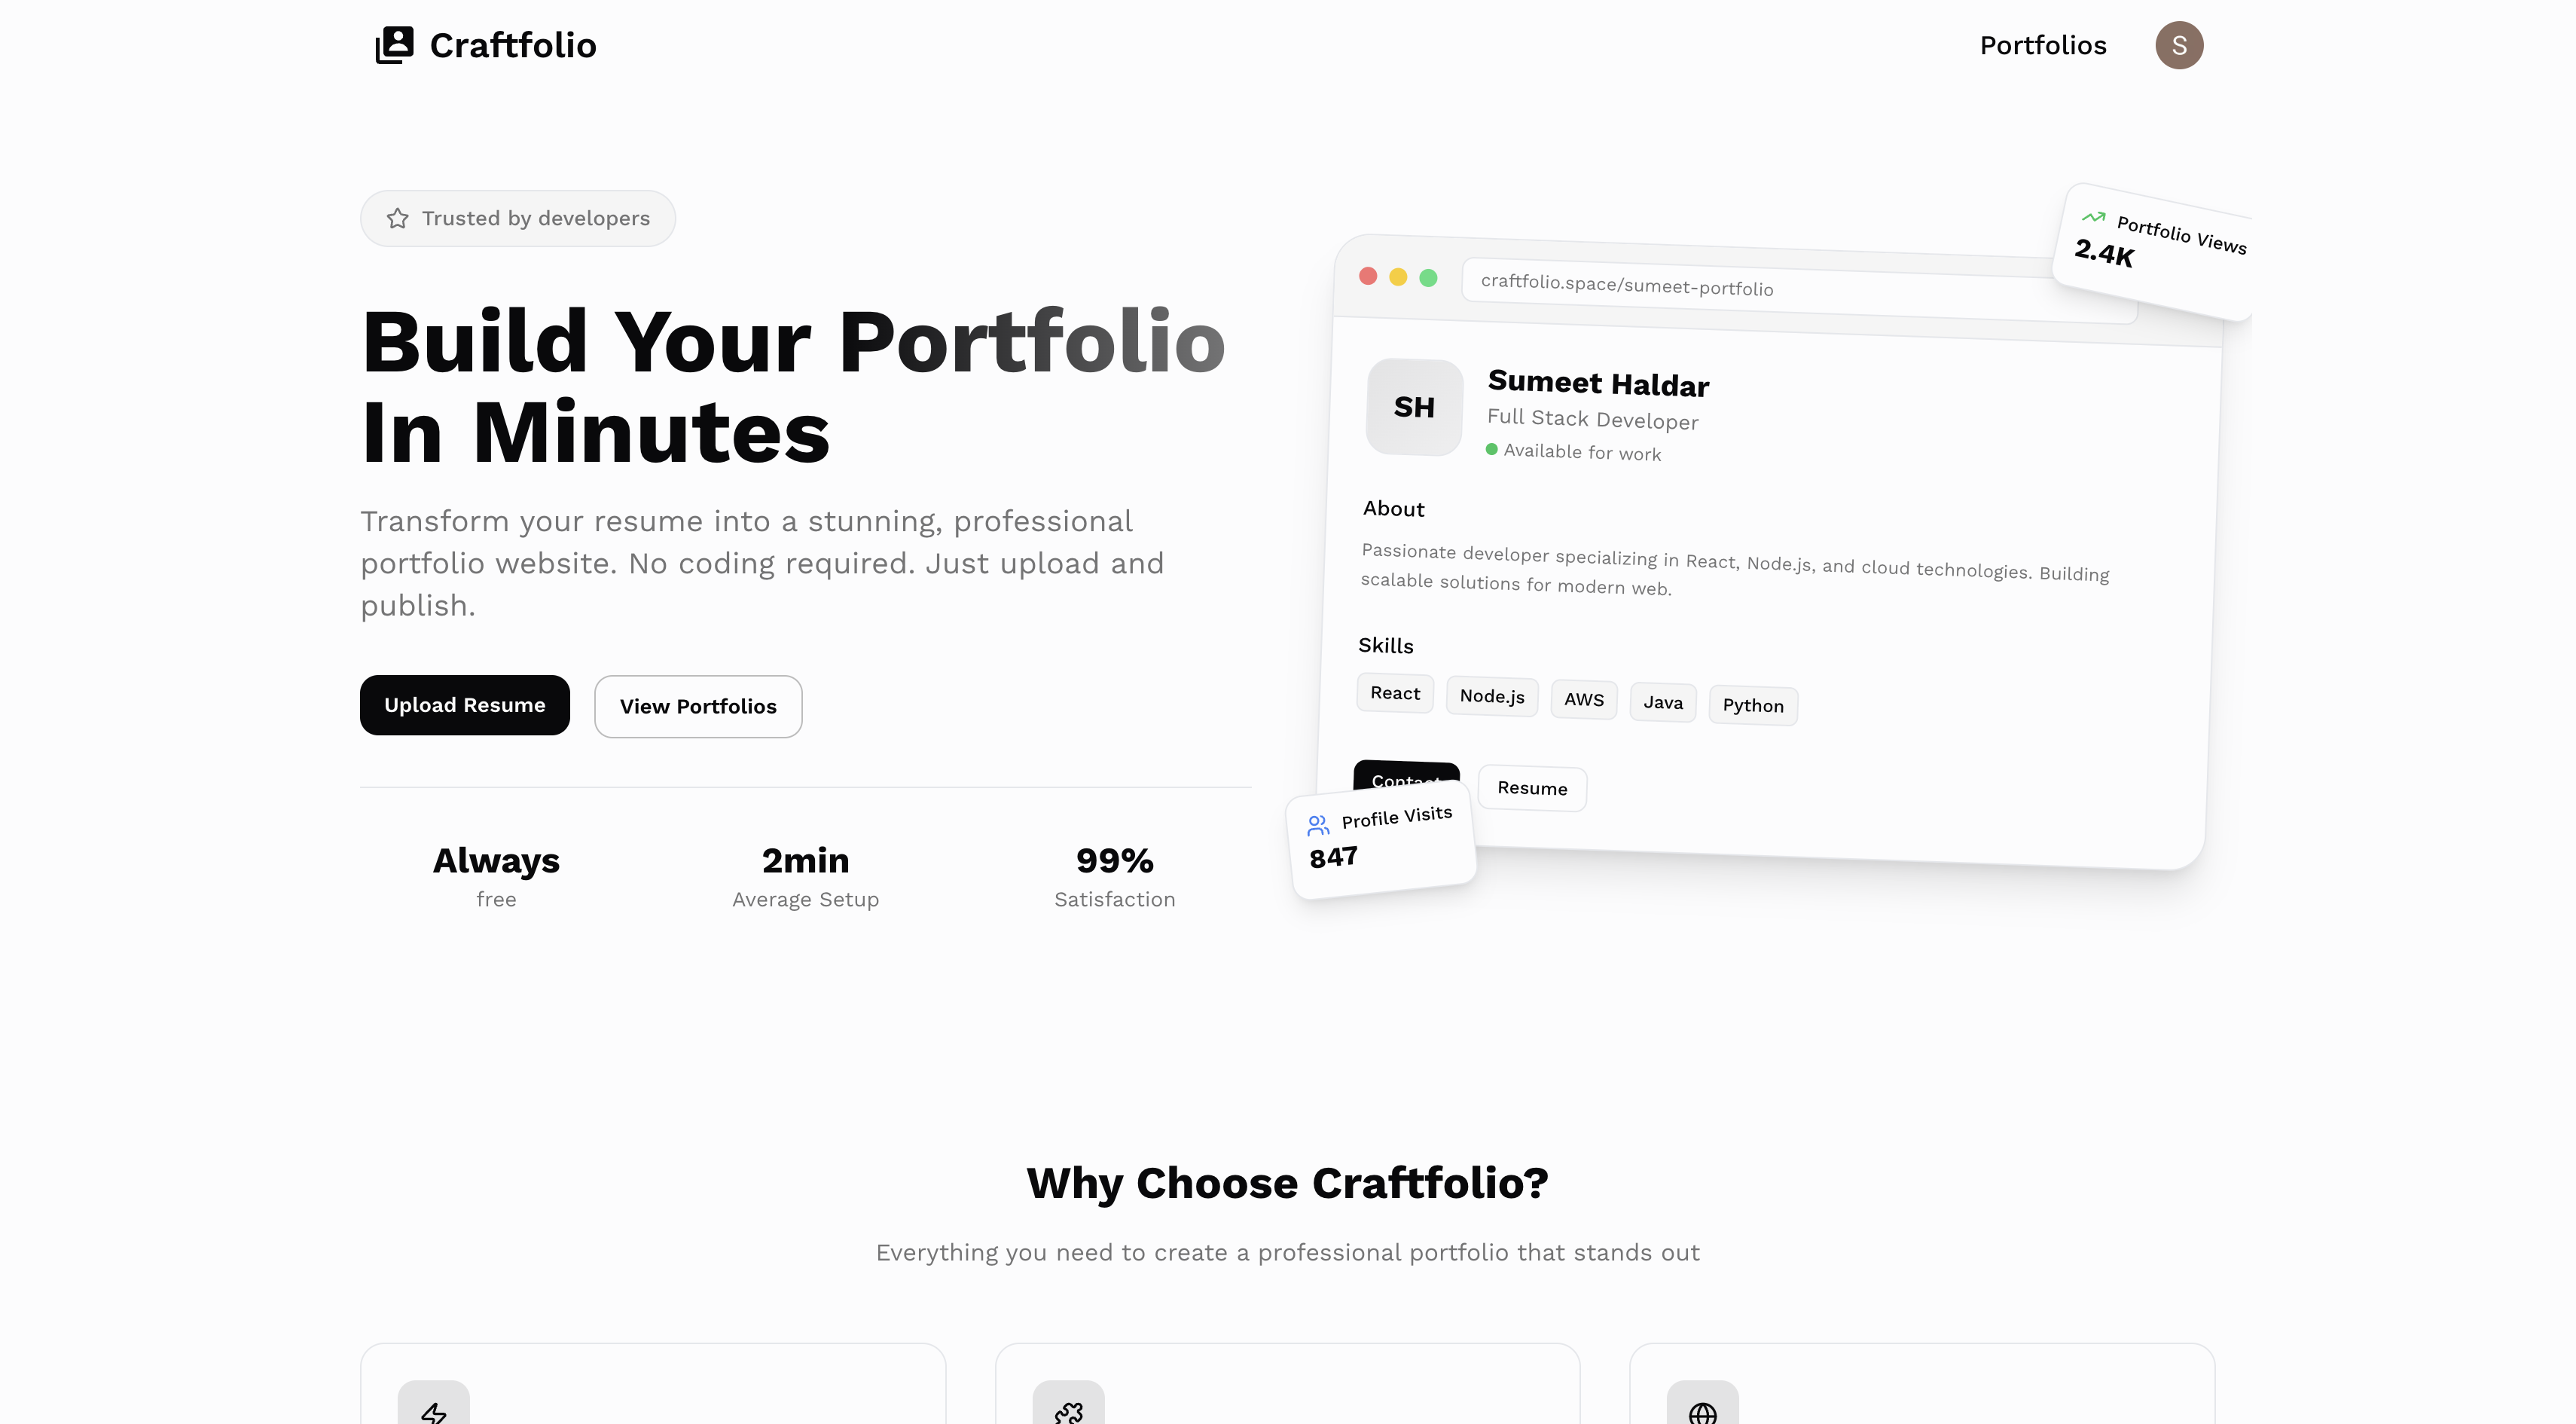 Craftfolio
Portfolios
S
Trusted by developers
Build Your Portfolio
In Minutes
Transform your resume into a stunning, professional
portfolio website. No coding required. Just upload and
publish.
Upload Resume
View Portfolios
Always
free
2min
Average Setup
99%
Satisfaction
Portfolio Views
2.4K
craftfolio.space/sumeet-portfolio
SH
Sumeet Haldar
Full Stack Developer
Available for work
About
Passionate developer specializing in React, Node.js, and cloud technologies. Building
scalable solutions for modern web.
Skills
React
Node.js
AWS
Java
Python
Contact
Resume
Profile Visits
847
Why Choose Craftfolio?
Everything you need to create a professional portfolio that stands out